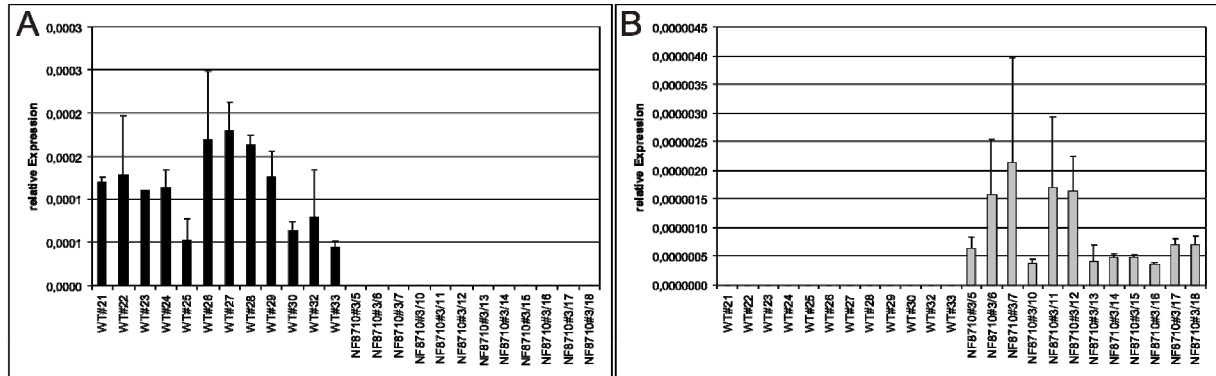 A
relative Expression
0,0003
0,0003
0,0002
0,0002
0,0001
0,0001
0,0000
WT#21
WT#22
WT#23
WT#24
WT#25
WT#26
WT#27
WT#28
WT#29
WT#30
WT#32
WT#33
NF8710#3/5
NF8710#3/6
NF8710#3/7
NF8710#3/10
NF8710#3/11
NF8710#3/12
NF8710#3/13
NF8710#3/14
NF8710#3/15
NF8710#3/16
NF8710#3/17
NF8710#3/18
B
relative Expression
0,0000045
0,0000040
0,0000035
0,0000030
0,0000025
0,0000020
0,0000015
0,0000010
0,0000005
0,0000000
WT#21
WT#22
WT#23
WT#24
WT#25
WT#26
WT#27
WT#28
WT#29
WT#30
WT#32
WT#33
NF8710#3/5
NF8710#3/6
NF8710#3/7
NF8710#3/10
NF8710#3/11
NF8710#3/12
NF8710#3/13
NF8710#3/14
NF8710#3/15
NF8710#3/16
NF8710#3/17
NF8710#3/18